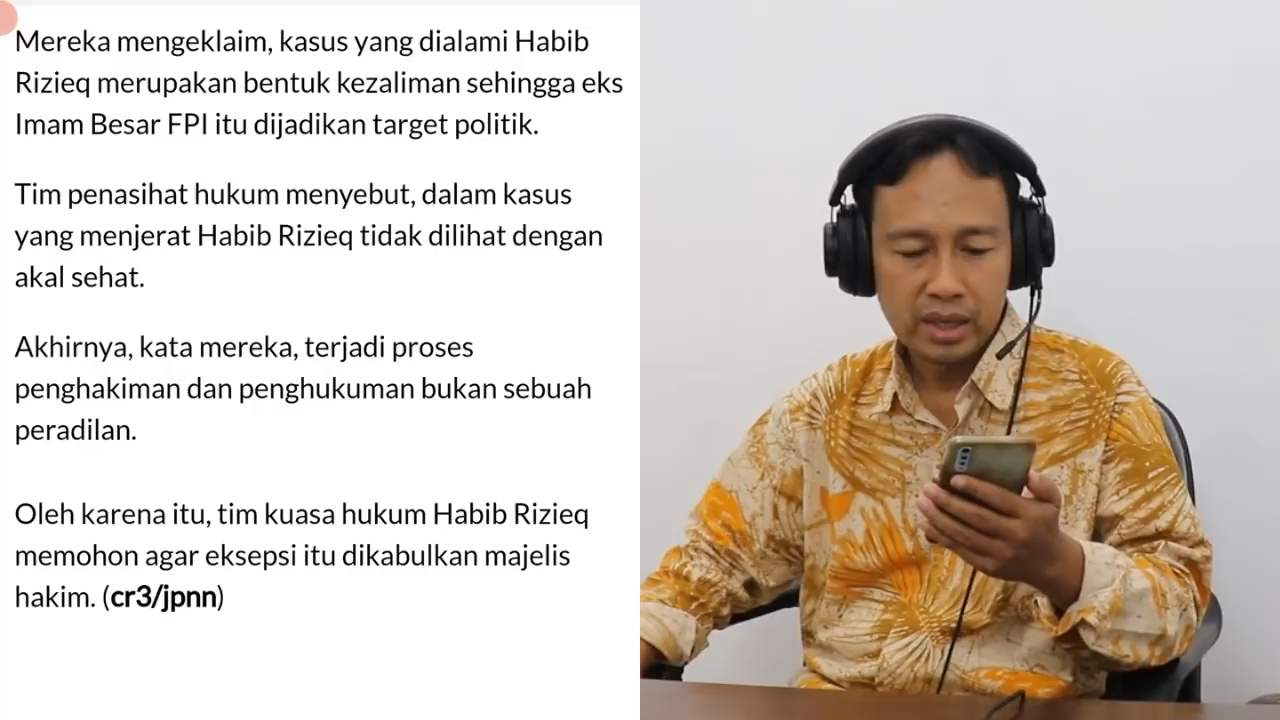 Mereka mengeklaim, kasus yang dialami Habib
Rizieq merupakan bentuk kezaliman sehingga eks
Imam Besar FPI itu dijadikan target politik.
Tim penasihat hukum menyebut, dalam kasus
yang menjerat Habib Rizieq tidak dilihat dengan
akal sehat.
Akhirnya, kata mereka, terjadi proses
penghakiman dan penghukuman bukan sebuah
peradilan.
Oleh karena itu, tim kuasa hukum Habib Rizieq
memohon agar eksepsi itu dikabulkan majelis
hakim. (cr3/jpnn)